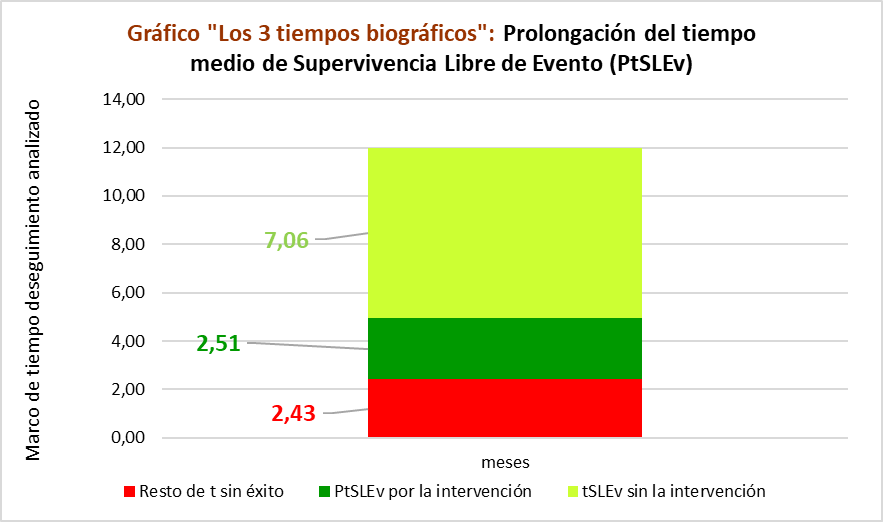 Gráfico "Los 3 tiempos biográficos": Prolongación del tiempo
medio de Supervivencia Libre de Evento (PtSLEv)
Marco de tiempo deseguimiento analizado
14,00
12,00
10,00
8,00
6,00
4,00
2,00
0,00
7,06
2,51
2,43
meses
Resto de t sin éxito
PtSLEv por la intervención
tSLEv sin la intervención